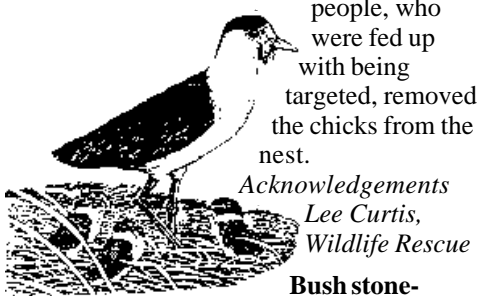 people, who
were fed up
with being
targeted, removed
the chicks from the
nest.
Acknowledgements
Lee Curtis,
Wildlife Rescue
Bush stone-